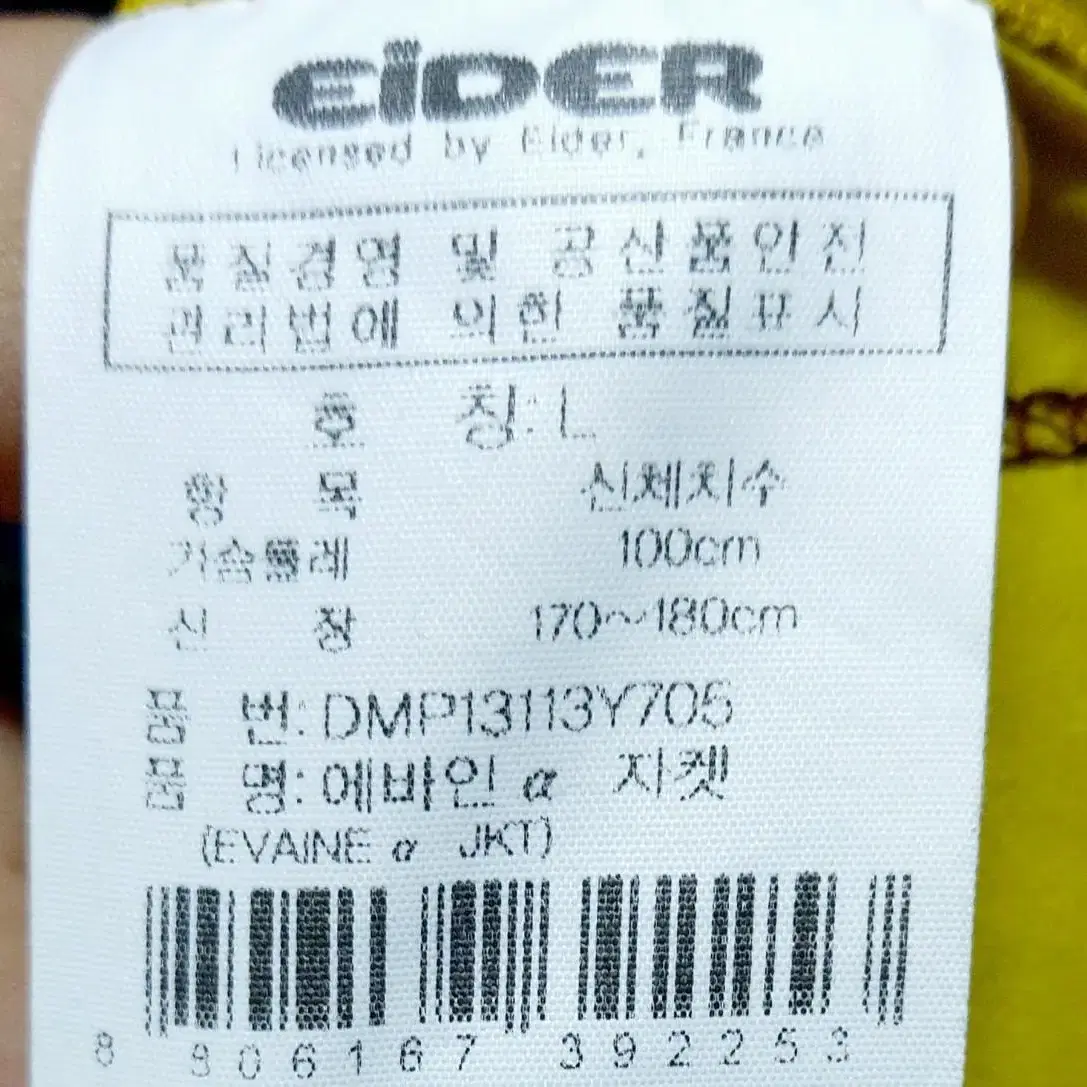 EiDER
Licensed by Eider, France
품질경영 및 공산품안전
관리법에 의한 품질표시
호 칭: L
항 목 신체치수
가슴둘레 100cm
신 장 170~180cm
품 번: DMP13113Y705
품 명: 에바인 α 자켓
(EVAINE α JKT)
8 806167 392253